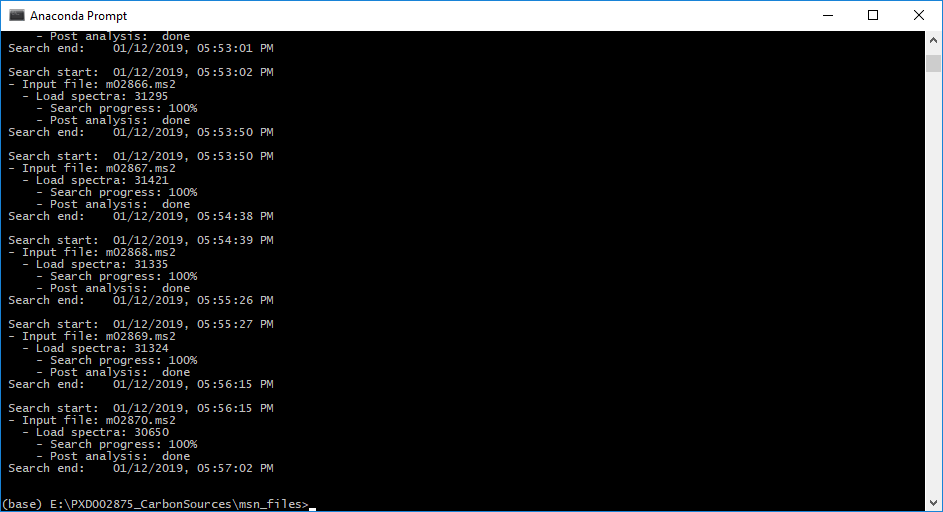 Anaconda Prompt
- Post analysis:  done
Search end:    01/12/2019, 05:53:01 PM
Search start:  01/12/2019, 05:53:02 PM
- Input file: m02866.ms2
- Load spectra: 31295
- Search progress: 100%
- Post analysis:  done
Search end:    01/12/2019, 05:53:50 PM
Search start:  01/12/2019, 05:53:50 PM
- Input file: m02867.ms2
- Load spectra: 31421
- Search progress: 100%
- Post analysis:  done
Search end:    01/12/2019, 05:54:38 PM
Search start:  01/12/2019, 05:54:39 PM
- Input file: m02868.ms2
- Load spectra: 31335
- Search progress: 100%
- Post analysis:  done
Search end:    01/12/2019, 05:55:26 PM
Search start:  01/12/2019, 05:55:27 PM
- Input file: m02869.ms2
- Load spectra: 31324
- Search progress: 100%
- Post analysis:  done
Search end:    01/12/2019, 05:56:15 PM
Search start:  01/12/2019, 05:56:15 PM
- Input file: m02870.ms2
- Load spectra: 30650
- Search progress: 100%
- Post analysis:  done
Search end:    01/12/2019, 05:57:02 PM
(base) E:\PXD002875_CarbonSources\msn_files>